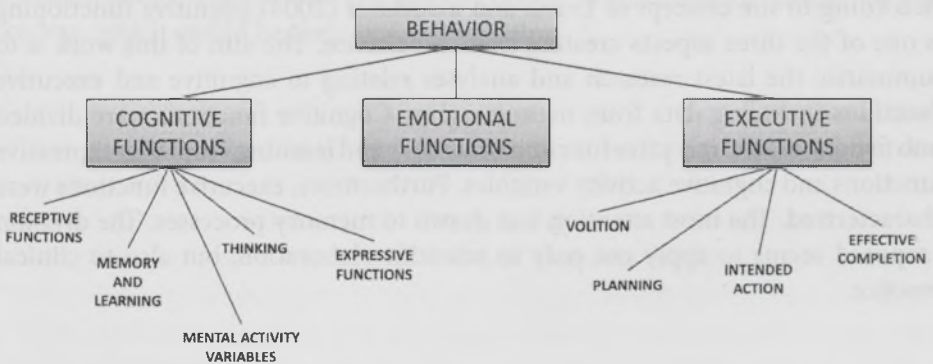 BEHAVIOR
COGNITIVE
FUNCTIONS
EMOTIONAL
FUNCTIONS
EXECUTIVE
FUNCTIONS
RECEPTIVE
FUNCTIONS
MEMORY
AND
LEARNING
THINKING
MENTAL ACTIVITY
VARIABLES
EXPRESSIVE
FUNCTIONS
VOLITION
PLANNING
INTENDED
ACTION
EFFECTIVE
COMPLETION